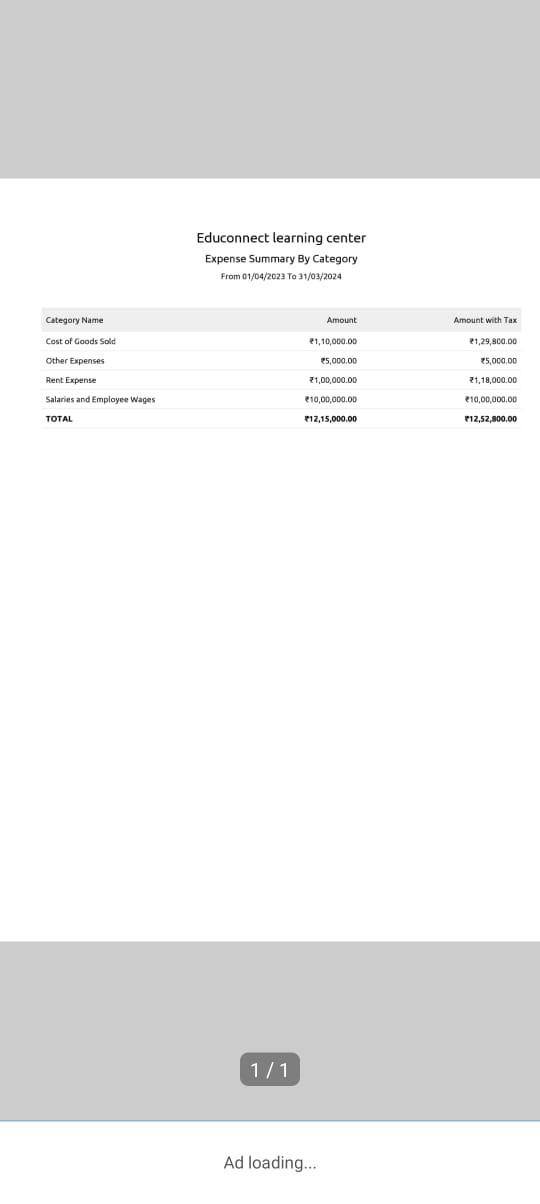 Educonnect learning center
Expense Summary By Category
From 01/04/2023 To 31/03/2024
Category Name Amount Amount with Tax
Cost of Goods Sold ₹1,10,000.00 ₹1,29,800.00
Other Expenses ₹5,000.00 ₹5,000.00
Rent Expense ₹1,00,000.00 ₹1,18,000.00
Salaries and Employee Wages ₹10,00,000.00 ₹10,00,000.00
TOTAL ₹12,15,000.00 ₹12,52,800.00
1 / 1
Ad loading...